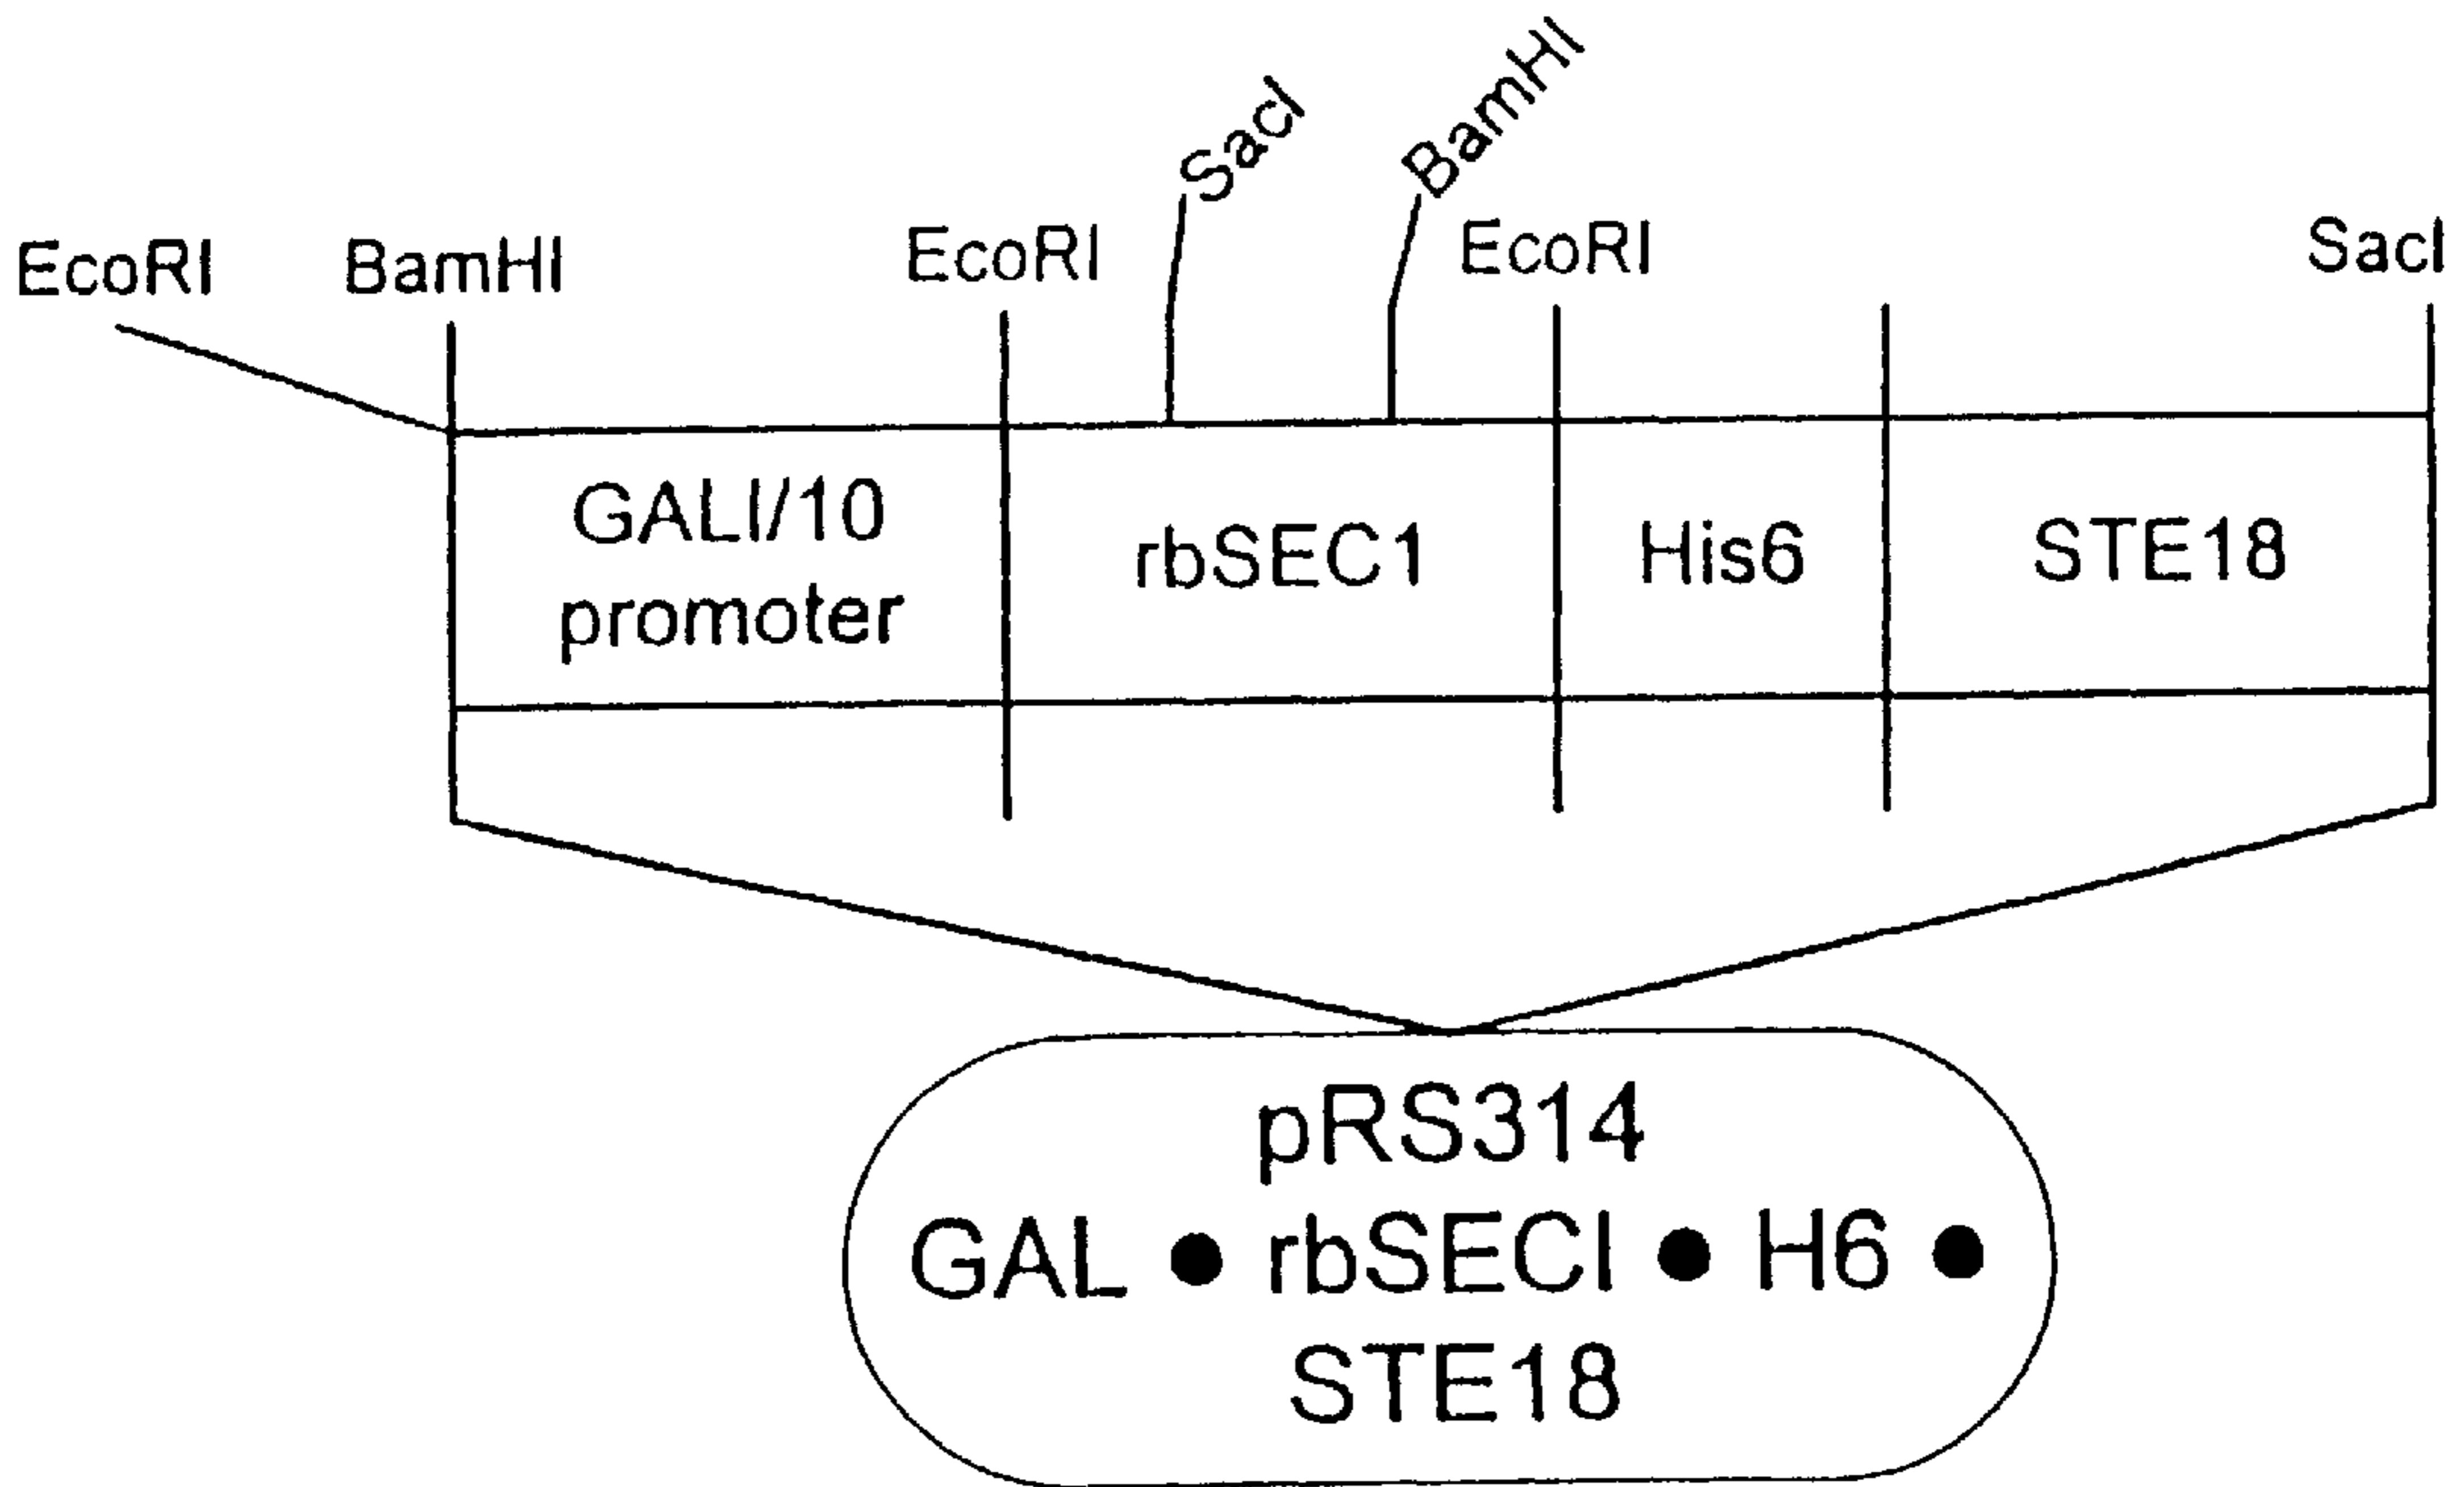 SacI
BamHI
EcoRI
BamHI
EcoRI
EcoRI
SacI
GALI/10
promoter
rbSEC1
His6
STE18
pRS314
GAL ● rbSECI ● H6 ●
STE18